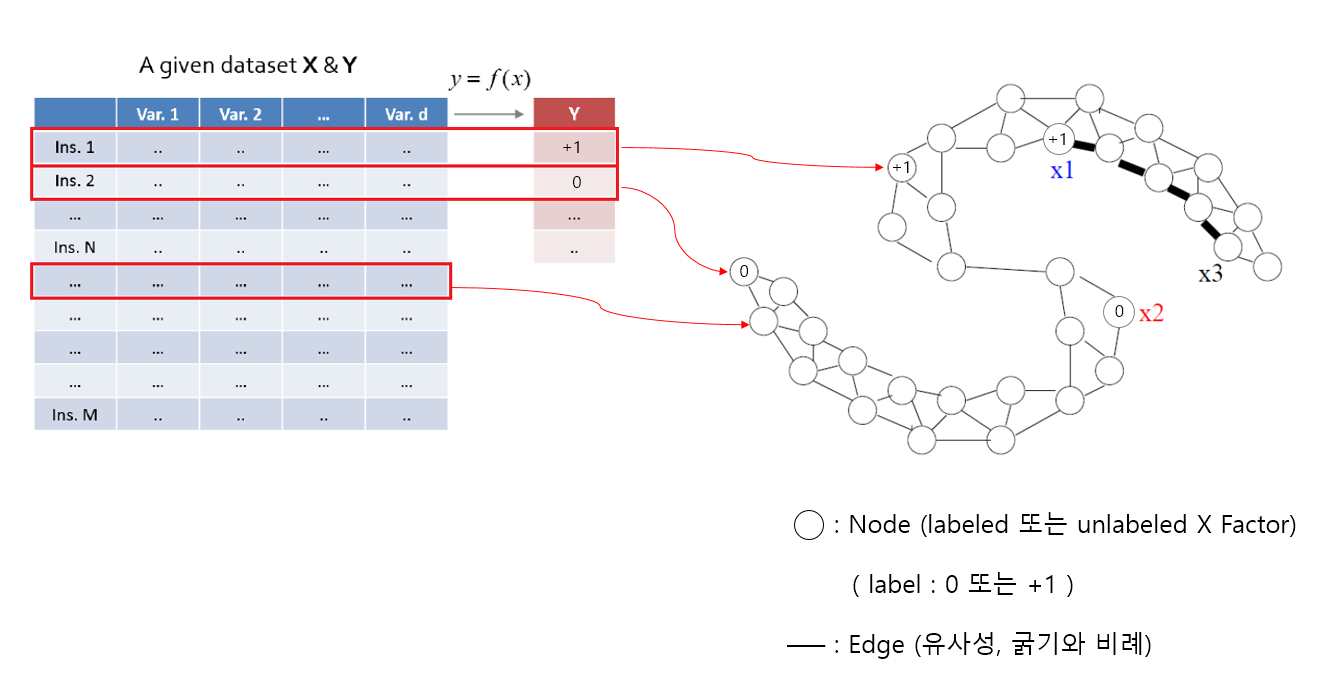 A given dataset X & Y
y = f(x)
Var. 1 Var. 2 ... Var. d Y
Ins. 1 .. .. ... .. +1
Ins. 2 .. .. ... .. 0
... ... ... ... ... ...
Ins. N .. .. ... .. ..
... ... ... ... ...
... ... ... ... ...
... ... ... ... ...
... ... ... ... ...
Ins. M .. .. .. ..
+1
+1
x1
x3
0
0
x2
: Node (labeled 또는 unlabeled X Factor)
( label : 0 또는 +1 )
: Edge (유사성, 굵기와 비례)